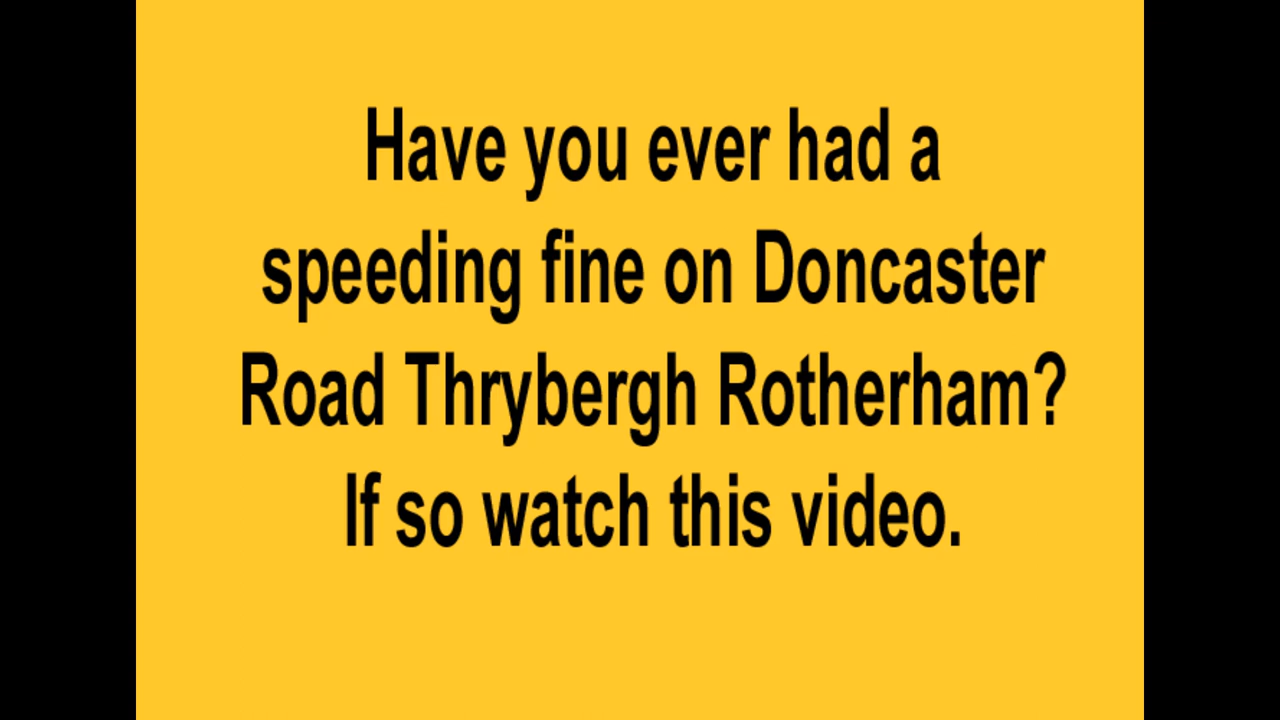 Have you ever had a
speeding fine on Doncaster
Road Thrybergh Rotherham?
If so watch this video.